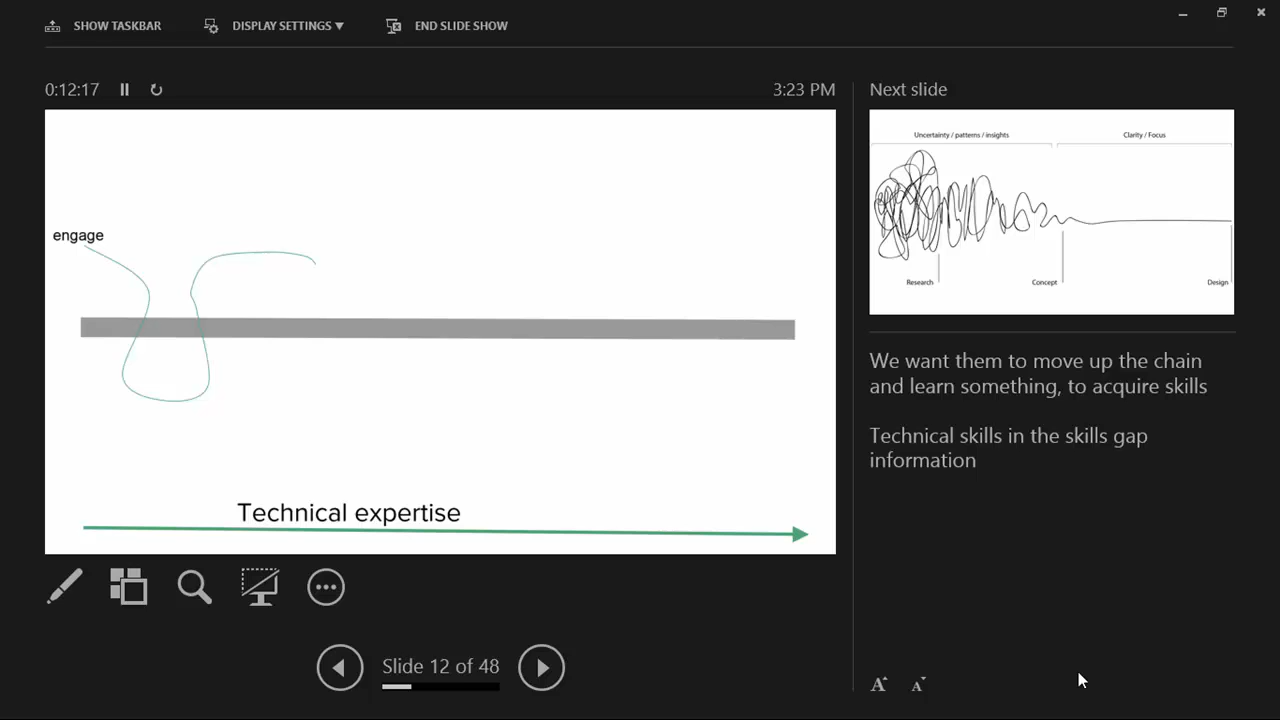 SHOW TASKBAR
DISPLAY SETTINGS
END SLIDE SHOW
0:12:17
3:23 PM
engage
Technical expertise
Slide 12 of 48
Next slide
Uncertainty / patterns / insights
Clarity / Focus
Research
Concept
Design
We want them to move up the chain
and learn something, to acquire skills
Technical skills in the skills gap
information
A
A